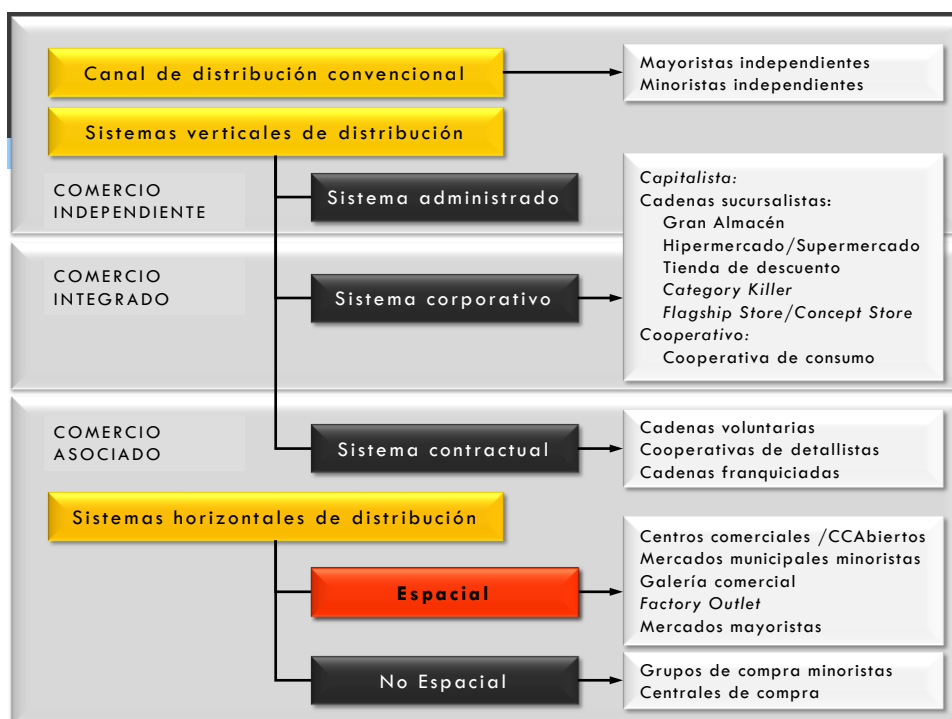 Canal de distribución convencional
Mayoristas independientes
Minoristas independientes
Sistemas verticales de distribución
COMERCIO
INDEPENDIENTE
Sistema administrado
COMERCIO
INTEGRADO
Sistema corporativo
Capitalista:
Cadenas sucursalistas:
Gran Almacén
Hipermercado/Supermercado
Tienda de descuento
Category Killer
Flagship Store/Concept Store
Cooperativo:
Cooperativa de consumo
COMERCIO
ASOCIADO
Sistema contractual
Cadenas voluntarias
Cooperativas de detallistas
Cadenas franquiciadas
Sistemas horizontales de distribución
Espacial
Centros comerciales /CCAbiertos
Mercados municipales minoristas
Galería comercial
Factory Outlet
Mercados mayoristas
No Espacial
Grupos de compra minoristas
Centrales de compra